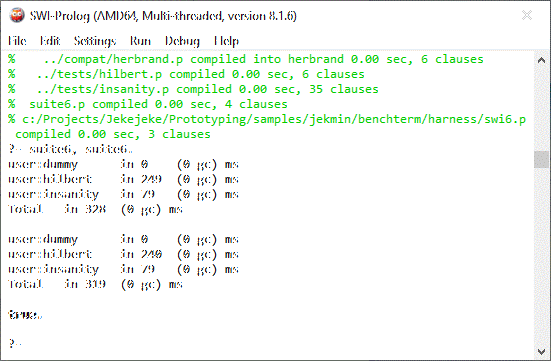 SWI-Prolog (AMD64, Multi-threaded, version 8.1.6)
File Edit Settings Run Debug Help
% ../compat/herbrand.p compiled into herbrand 0.00 sec, 6 clauses
% ../tests/hilbert.p compiled 0.00 sec, 6 clauses
% ../tests/insanity.p compiled 0.00 sec, 35 clauses
% suite6.p compiled 0.00 sec, 4 clauses
% c:/Projects/Jekejeke/Prototyping/samples/jekmin/benchterm/harness/swi6.p
compiled 0.00 sec, 3 clauses
?- suite6, suite6.
user:dummy in 0 (0 gc) ms
user:hilbert in 249 (0 gc) ms
user:insanity in 79 (0 gc) ms
Total in 328 (0 gc) ms
user:dummy in 0 (0 gc) ms
user:hilbert in 240 (0 gc) ms
user:insanity in 79 (0 gc) ms
Total in 319 (0 gc) ms
true.
?-